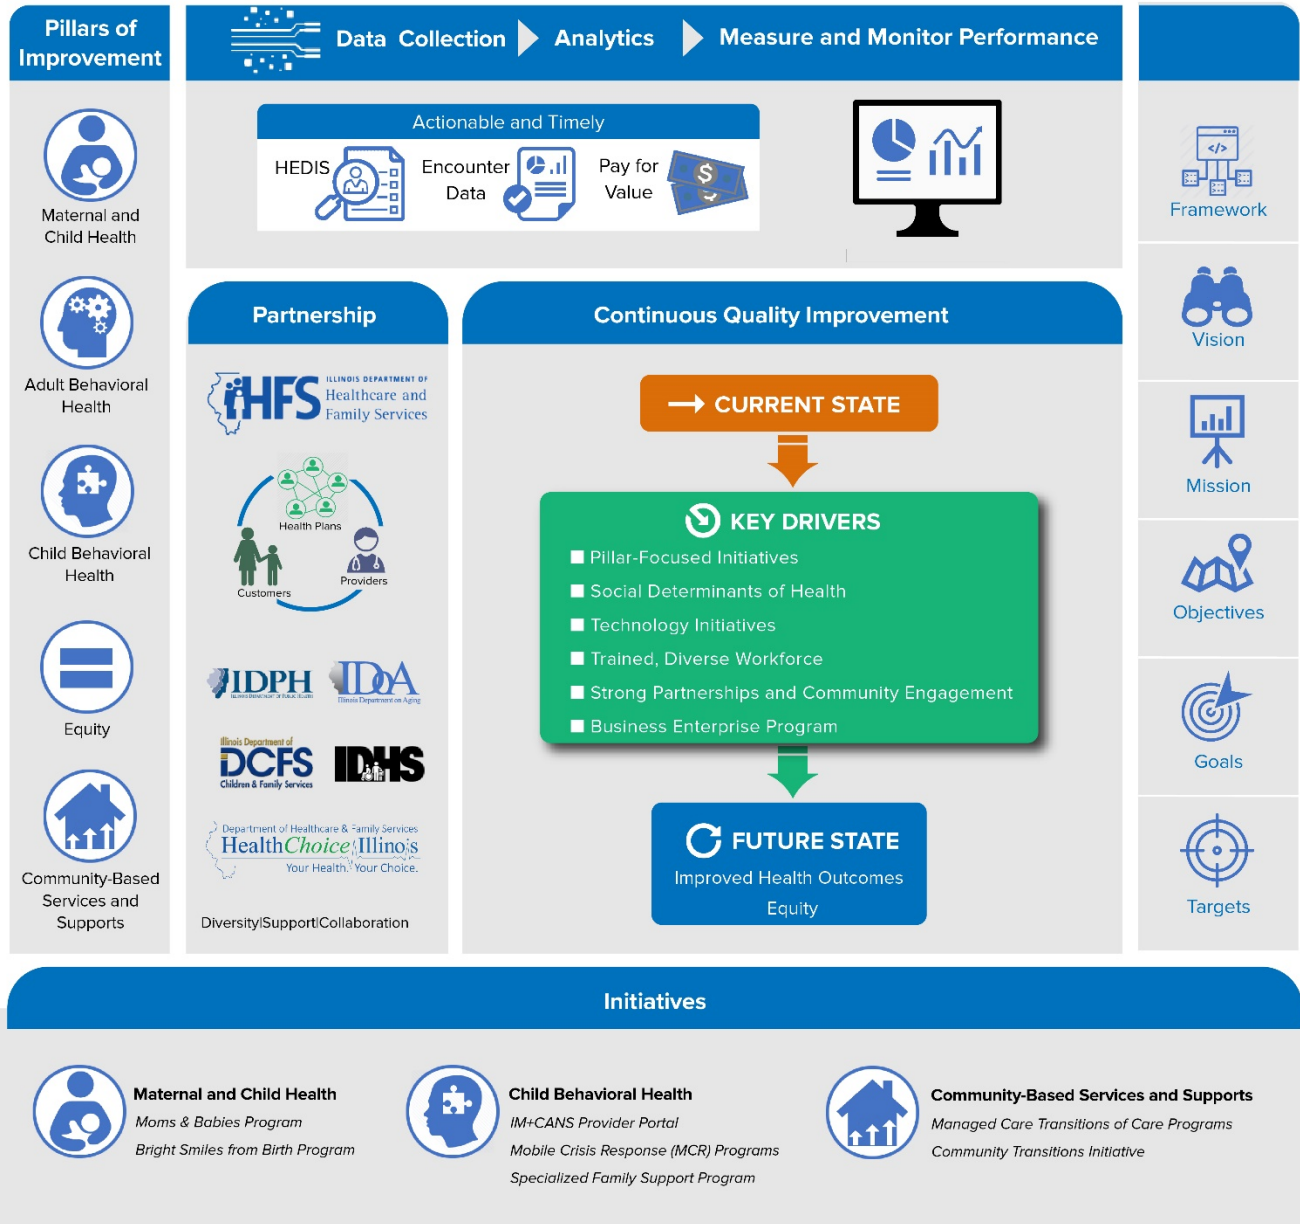 Pillars of
Improvement
Maternal and
Child Health
Adult Behavioral
Health
Child Behavioral
Health
Equity
Community-Based
Services and
Supports
Data Collection
Analytics
Measure and Monitor Performance
Actionable and Timely
HEDIS
Encounter
Data
Pay for
Value
Partnership
HFS
ILLINOIS DEPARTMENT OF
Healthcare and
Family Services
Health Plans
Customers
Providers
IDPH
ILLINOIS DEPARTMENT OF PUBLIC HEALTH
IDoA
Illinois Department on Aging
Illinois Department of
DCFS
Children & Family Services
IDHS
Department of Healthcare & Family Services
HealthChoice Illinois
Your Health. Your Choice.
Diversity|Support|Collaboration
Continuous Quality Improvement
CURRENT STATE
KEY DRIVERS
Pillar-Focused Initiatives
Social Determinants of Health
Technology Initiatives
Trained, Diverse Workforce
Strong Partnerships and Community Engagement
Business Enterprise Program
FUTURE STATE
Improved Health Outcomes
Equity
</>
Framework
Vision
Mission
Objectives
Goals
Targets
Initiatives
Maternal and Child Health
Moms & Babies Program
Bright Smiles from Birth Program
Child Behavioral Health
IM+CANS Provider Portal
Mobile Crisis Response (MCR) Programs
Specialized Family Support Program
Community-Based Services and Supports
Managed Care Transitions of Care Programs
Community Transitions Initiative